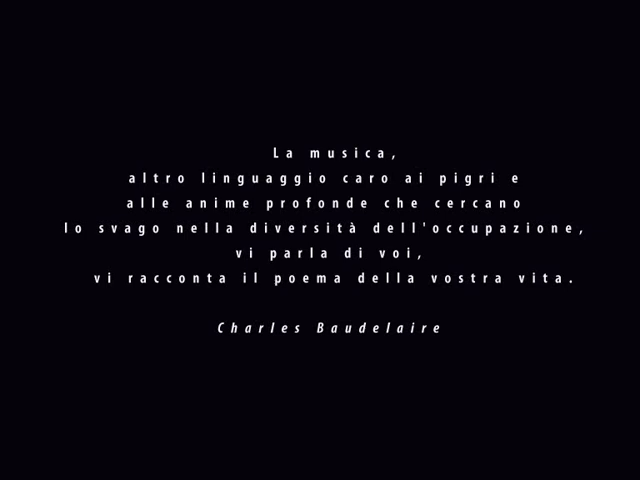 La musica,
altro linguaggio caro ai pigri e
alle anime profonde che cercano
lo svago nella diversità dell'occupazione,
vi parla di voi,
vi racconta il poema della vostra vita.
Charles Baudelaire